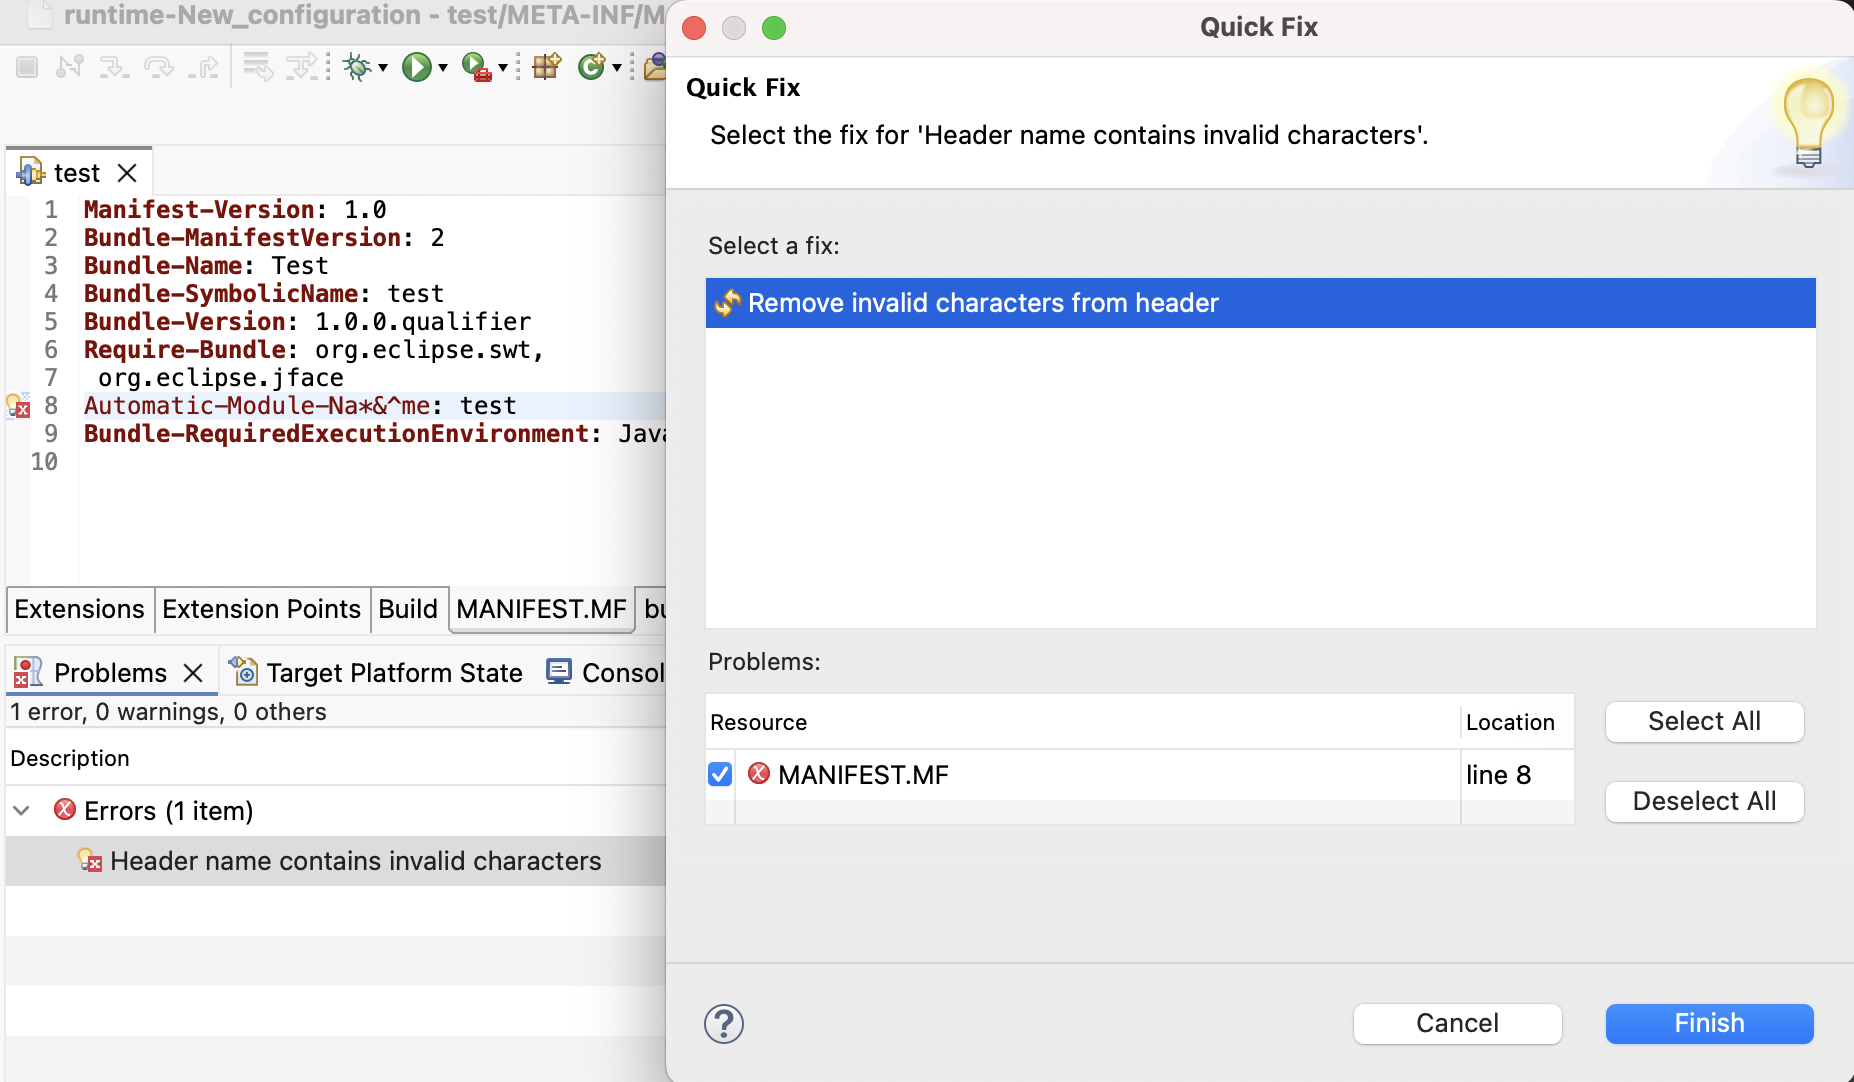 runtime-New_configuration - test/META-INF/M
test
1 Manifest-Version: 1.0
2 Bundle-ManifestVersion: 2
3 Bundle-Name: Test
4 Bundle-SymbolicName: test
5 Bundle-Version: 1.0.0.qualifier
6 Require-Bundle: org.eclipse.swt,
7  org.eclipse.jface
8 Automatic-Module-Na*&^me: test
9 Bundle-RequiredExecutionEnvironment: Java
10
Extensions Extension Points Build MANIFEST.MF bu
Problems Target Platform State Consol
1 error, 0 warnings, 0 others
Description
Errors (1 item)
Header name contains invalid characters
Quick Fix
Quick Fix
Select the fix for 'Header name contains invalid characters'.
Select a fix:
Remove invalid characters from header
Problems:
Resource Location
MANIFEST.MF line 8
Select All
Deselect All
?
Cancel Finish